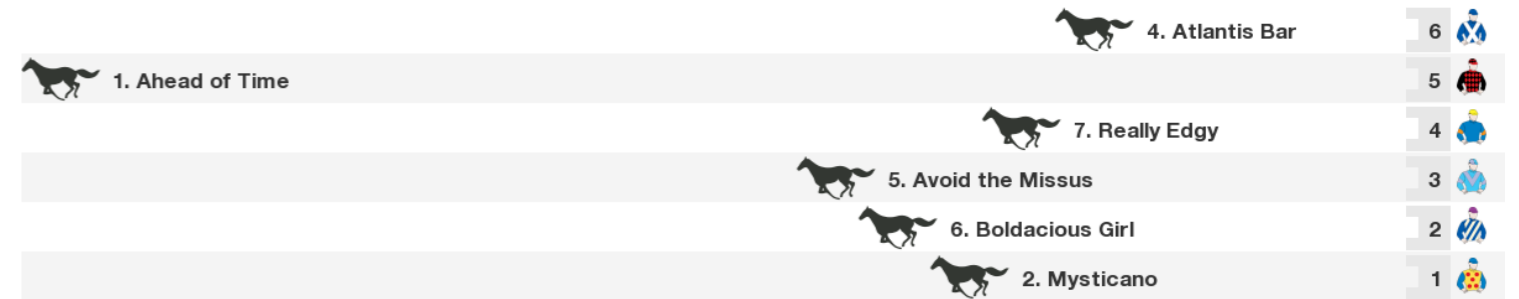 4. Atlantis Bar 6
1. Ahead of Time 5
7. Really Edgy 4
5. Avoid the Missus 3
6. Boldacious Girl 2
2. Mysticano 1